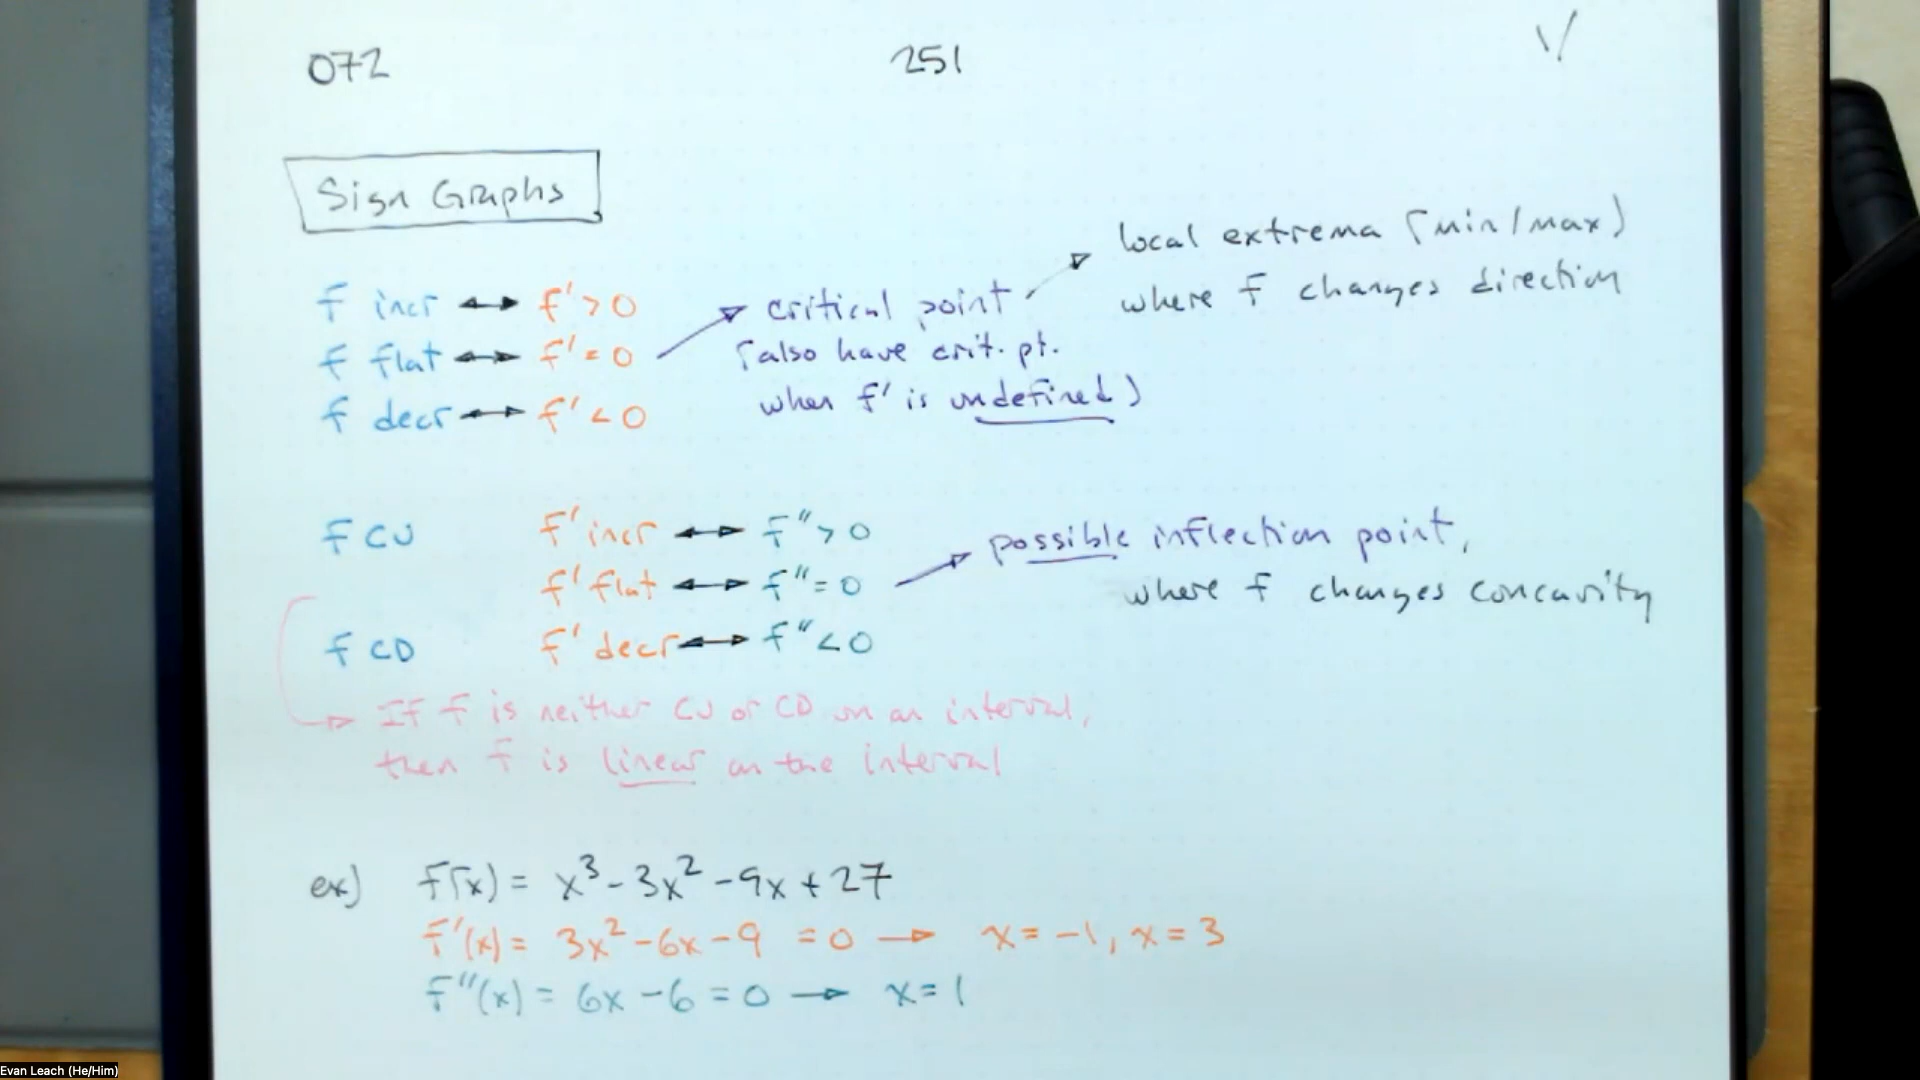 072 251 1/
Sign Graphs
local extrema (min/max)
where f changes direction
f incr ↔ f' > 0
critical point
f flat ↔ f' = 0
(also have crit. pt.
when f' is undefined)
f decr ↔ f' < 0
f CU f' incr ↔ f'' > 0
possible inflection point,
f' flat ↔ f'' = 0
where f changes concavity
f CD f' decr ↔ f'' < 0
If f is neither CU or CD on an interval,
then f is linear on the interval
ex) f(x) = x³ - 3x² - 9x + 27
f'(x) = 3x² - 6x - 9 = 0 → x = -1, x = 3
f''(x) = 6x - 6 = 0 → x = 1
Evan Leach (He/Him)